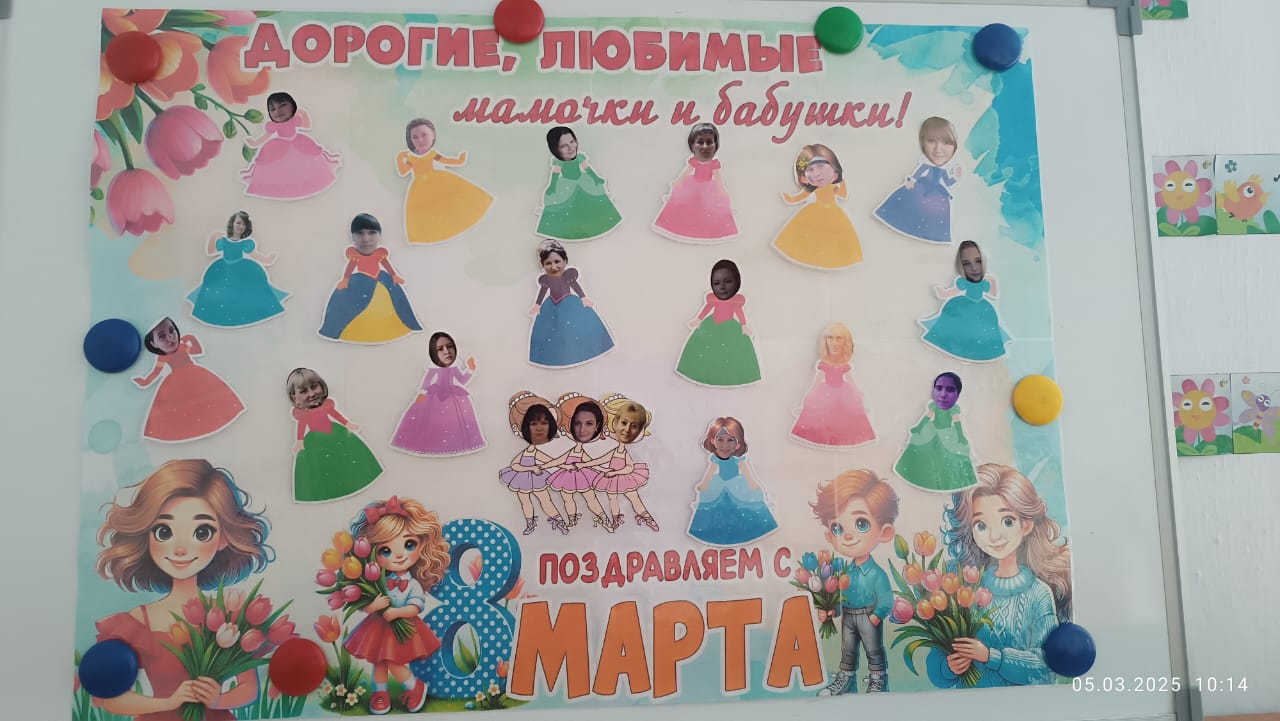 ДОРОГИЕ, ЛЮБИМЫЕ
мамочки и бабушки!
ПОЗДРАВЛЯЕМ С
8 МАРТА
05.03.2025 10:14